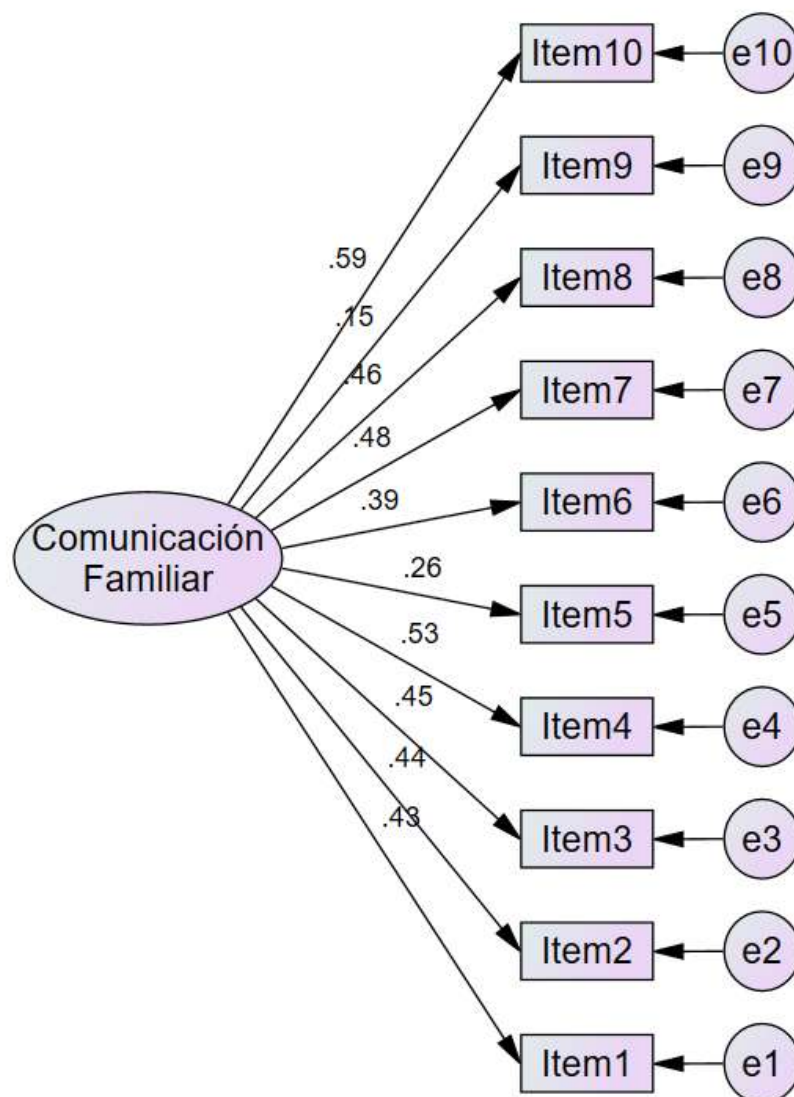 Item10
e10
Item9
e9
.59
Item8
e8
.15
.46
Item7
e7
.48
.39
Item6
e6
Comunicación
Familiar
.26
Item5
e5
.53
.45
Item4
e4
.44
.43
Item3
e3
Item2
e2
Item1
e1